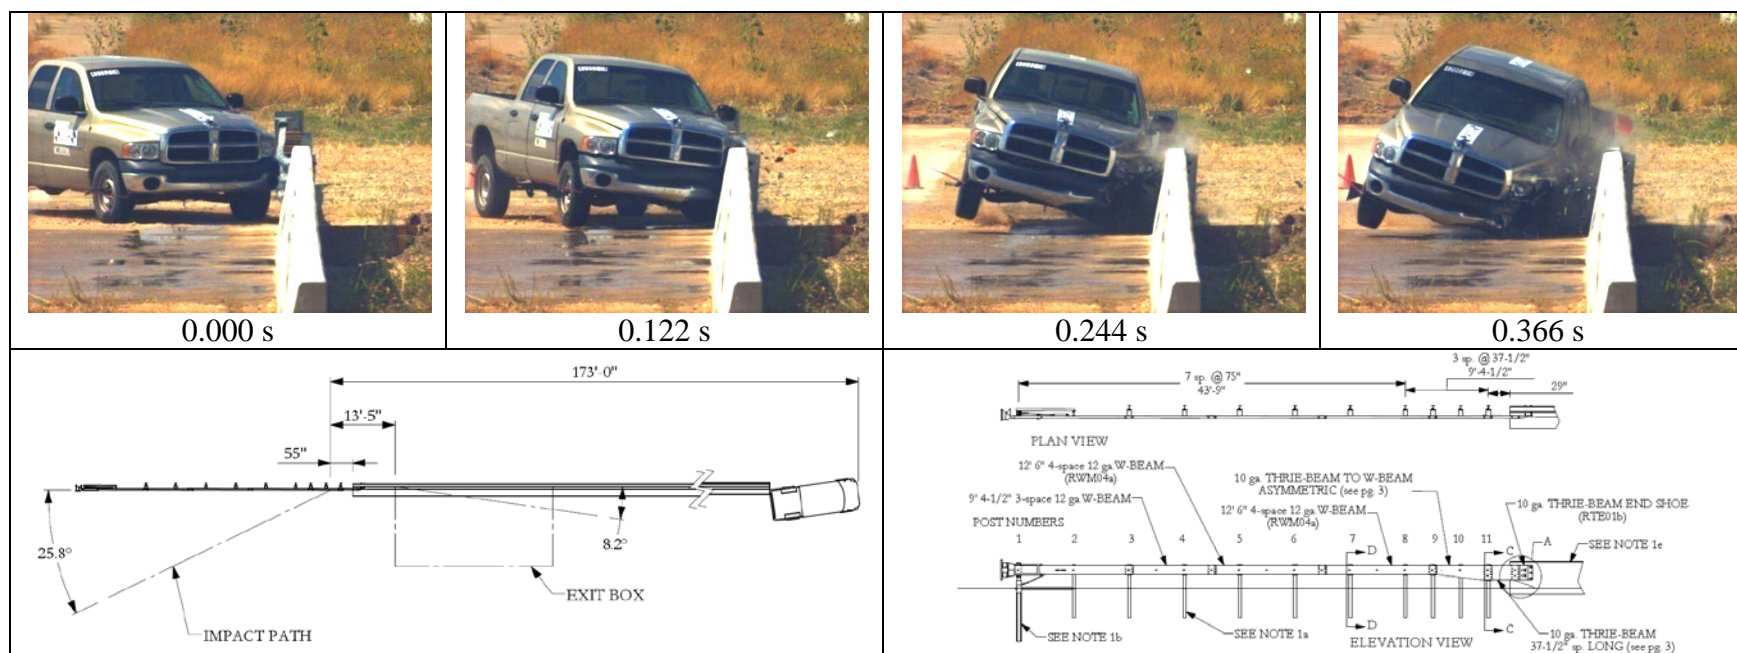 0.000 s
0.122 s
0.244 s
0.366 s
173'-0"
13'-5"
55"
25.8°
8.2°
EXIT BOX
IMPACT PATH
3 sp. @ 37-1/2"
9'-4-1/2"
7 sp. @ 75"
43'-9"
29"
PLAN VIEW
12' 6" 4-space 12 ga.W-BEAM
(RWM04a)
10 ga. THRIE-BEAM TO W-BEAM
ASYMMETRIC (see pg. 3)
9' 4-1/2" 3-space 12 ga.W-BEAM
12' 6" 4-space 12 ga.W-BEAM
(RWM04a)
10 ga. THRIE-BEAM END SHOE
(RTE01b)
POST NUMBERS
1 2 3 4 5 6 7 8 9 10 11
D
C
A
SEE NOTE 1e
SEE NOTE 1b
SEE NOTE 1a
D
C
ELEVATION VIEW
10 ga. THRIE-BEAM
37-1/2" sp. LONG (see pg. 3)